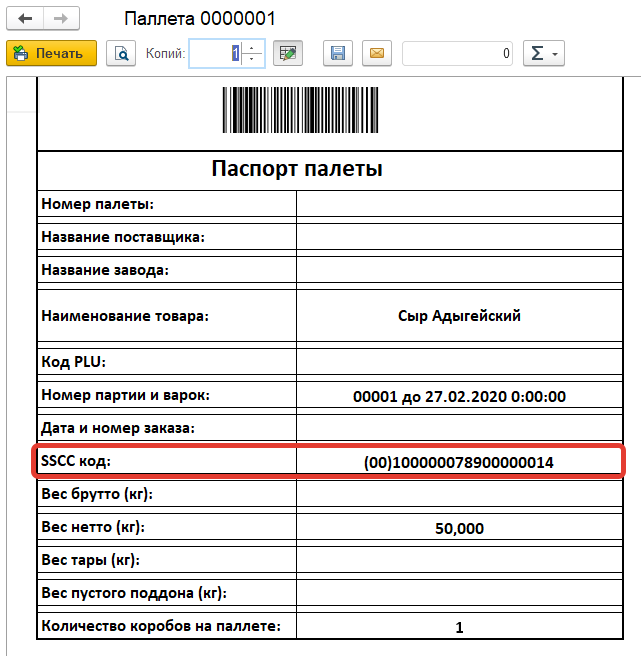 Паллета 0000001
Печать Копий: 1 0 Σ
Паспорт палеты
Номер палеты:
Название поставщика:
Название завода:
Наименование товара: Сыр Адыгейский
Код PLU:
Номер партии и варок: 00001 до 27.02.2020 0:00:00
Дата и номер заказа:
SSCC код: (00)100000078900000014
Вес брутто (кг):
Вес нетто (кг): 50,000
Вес тары (кг):
Вес пустого поддона (кг):
Количество коробов на паллете: 1